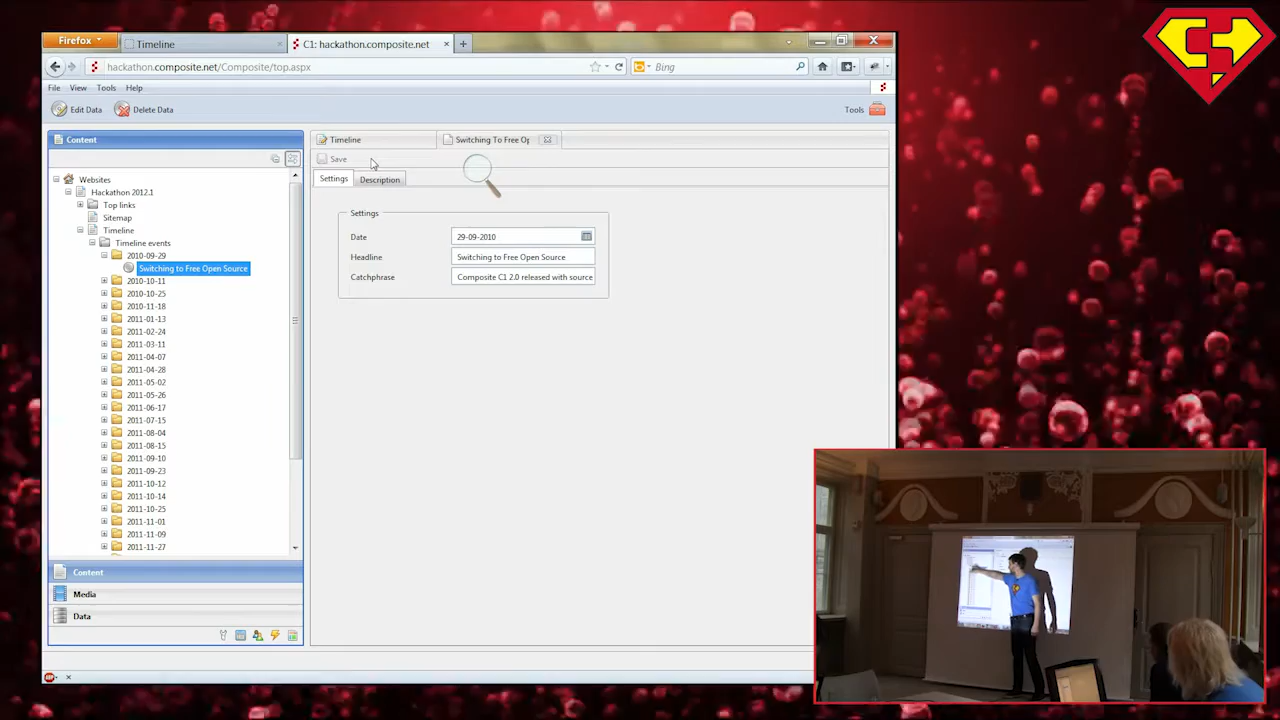 Firefox
Timeline
C1: hackathon.composite.net
hackathon.composite.net/Composite/top.aspx
Bing
File View Tools Help
Edit Data
Delete Data
Tools
Content
Timeline
Switching To Free Op
Save
Settings
Description
Websites
Hackathon 2012.1
Top links
Sitemap
Timeline
Timeline events
2010-09-29
Switching to Free Open Source
2010-10-11
2010-10-25
2010-11-18
2011-01-13
2011-02-24
2011-03-11
2011-04-07
2011-04-28
2011-05-02
2011-05-26
2011-06-17
2011-07-15
2011-08-04
2011-08-15
2011-09-10
2011-09-23
2011-10-12
2011-10-14
2011-10-25
2011-11-01
2011-11-09
2011-11-27
Settings
Date
29-09-2010
Headline
Switching to Free Open Source
Catchphrase
Composite C1 2.0 released with source
Content
Media
Data